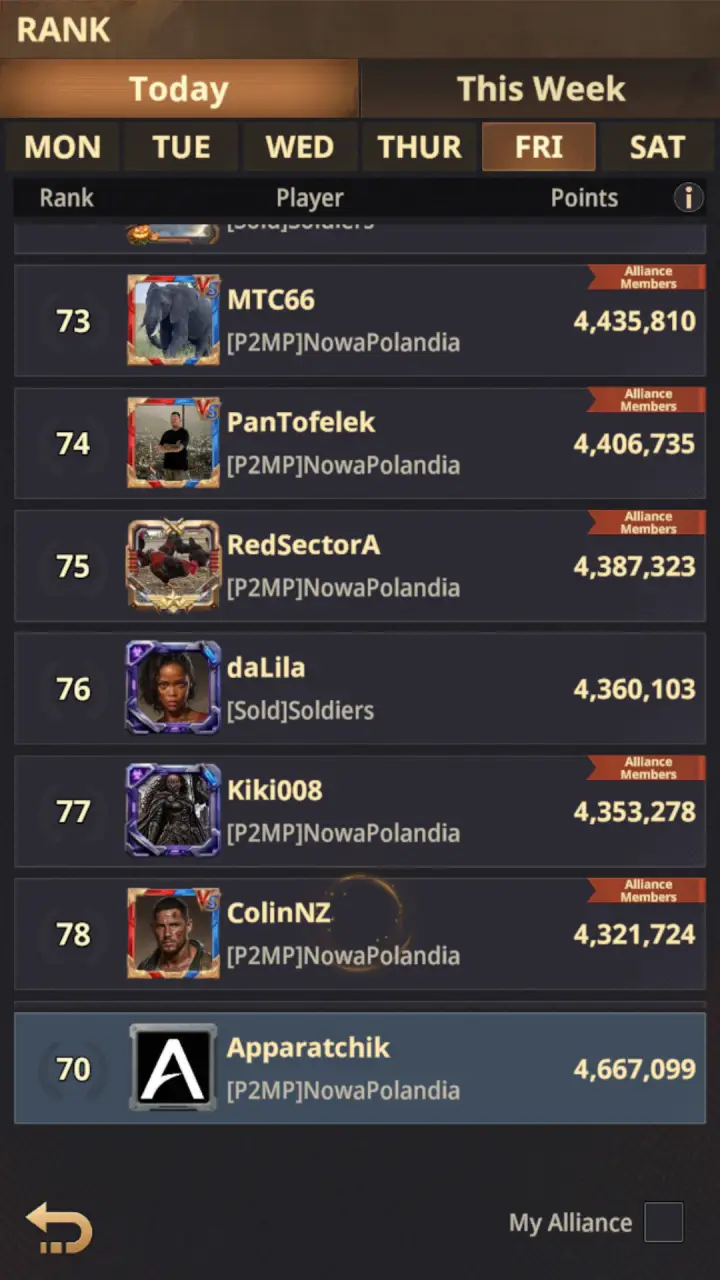 RANK
Today
This Week
MON TUE WED THUR FRI SAT
Rank Player Points
[Sold]Soldiers
73
MTC66
[P2MP]NowaPolandia
Alliance
Members
4,435,810
74
PanTofelek
[P2MP]NowaPolandia
Alliance
Members
4,406,735
75
RedSectorA
[P2MP]NowaPolandia
Alliance
Members
4,387,323
76
daLila
[Sold]Soldiers
4,360,103
77
Kiki008
[P2MP]NowaPolandia
Alliance
Members
4,353,278
78
ColinNZ
[P2MP]NowaPolandia
Alliance
Members
4,321,724
70
A
Apparatchik
[P2MP]NowaPolandia
4,667,099
My Alliance